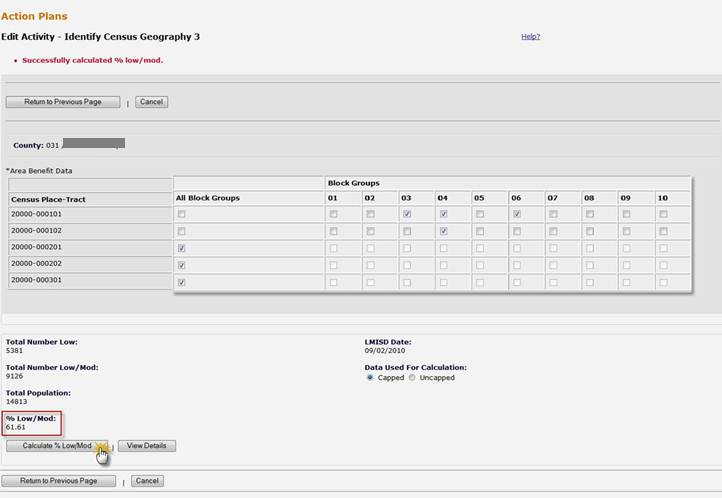 Action Plans
Edit Activity - Identify Census Geography 3 Help?
Successfully calculated % low/mod.
Return to Previous Page | Cancel
County: 031
*Area Benefit Data
Block Groups
Census Place-Tract All Block Groups 01 02 03 04 05 06 07 08 09 10
20000-000101
20000-000102
20000-000201
20000-000202
20000-000301
Total Number Low: LMISD Date:
5381 09/02/2010
Total Number Low/Mod: Data Used For Calculation:
9126 Capped Uncapped
Total Population:
14813
% Low/Mod:
61.61
Calculate % Low/Mod | View Details
Return to Previous Page | Cancel